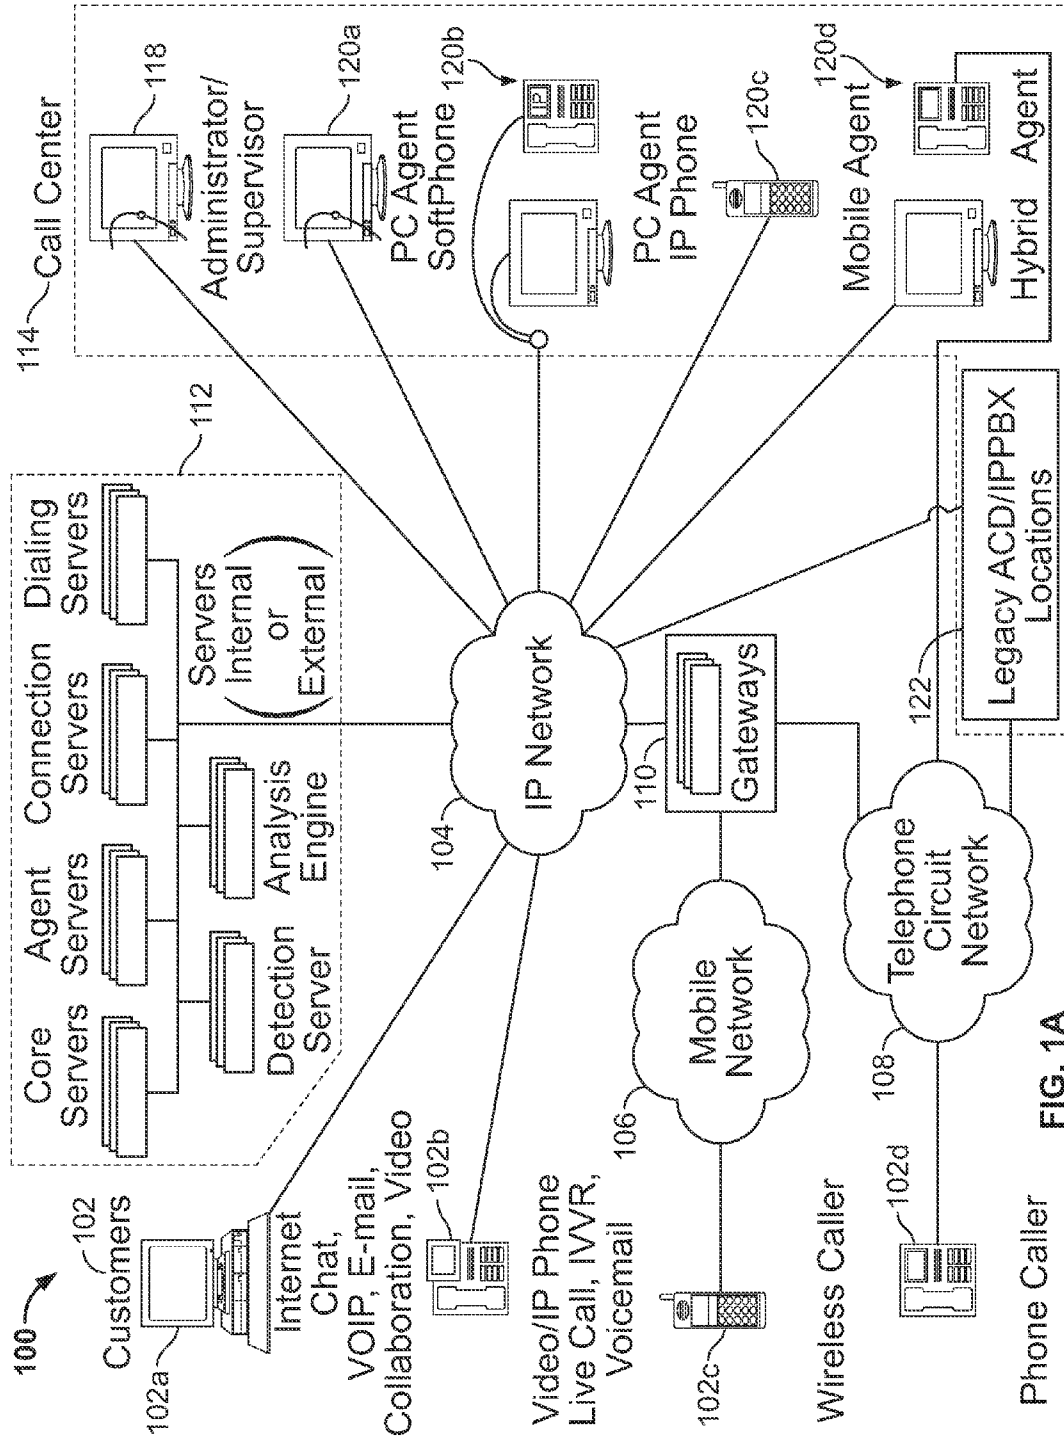 100
102
Customers
102a
Internet
Chat,
VOIP, E-mail,
Collaboration, Video
102b
Video/IP Phone
Live Call, IVVR,
Voicemail
102c
Wireless Caller
102d
Phone Caller
Core
Servers
Agent
Servers
Connection
Servers
Dialing
Servers
112
Detection
Server
Analysis
Engine
Servers
Internal
or
External
104
IP Network
106
Mobile
Network
110
Gateways
108
Telephone
Circuit
Network
114
Call Center
118
Administrator/
Supervisor
120a
PC Agent
SoftPhone
120b
IP
PC Agent
IP Phone
120c
Mobile Agent
120d
Hybrid Agent
122
Legacy ACD/IPPBX
Locations
FIG. 1A